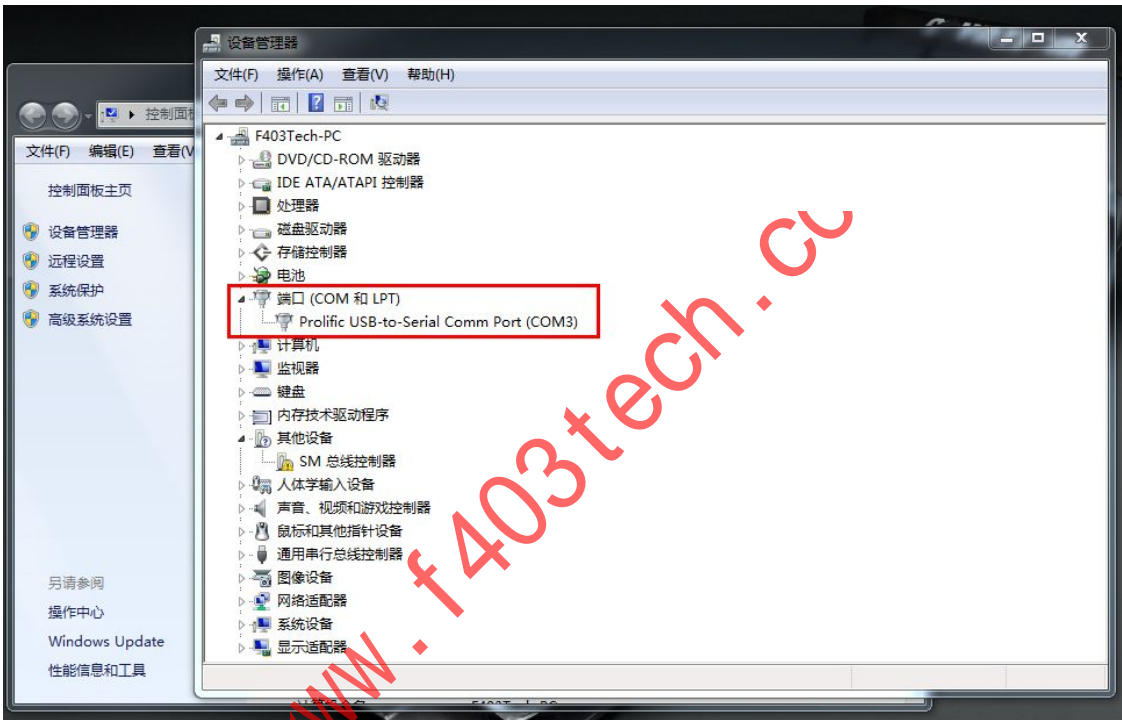 设备管理器
文件(F) 操作(A) 查看(V) 帮助(H)
F403Tech-PC
DVD/CD-ROM 驱动器
IDE ATA/ATAPI 控制器
处理器
磁盘驱动器
存储控制器
电池
端口 (COM 和 LPT)
Prolific USB-to-Serial Comm Port (COM3)
计算机
监视器
键盘
内存技术驱动程序
其他设备
SM 总线控制器
人体学输入设备
声音、视频和游戏控制器
鼠标和其他指针设备
通用串行总线控制器
图像设备
网络适配器
系统设备
显示适配器
控制面
文件(F) 编辑(E) 查看(V
控制面板主页
设备管理器
远程设置
系统保护
高级系统设置
另请参阅
操作中心
Windows Update
性能信息和工具
www.f403tech.co